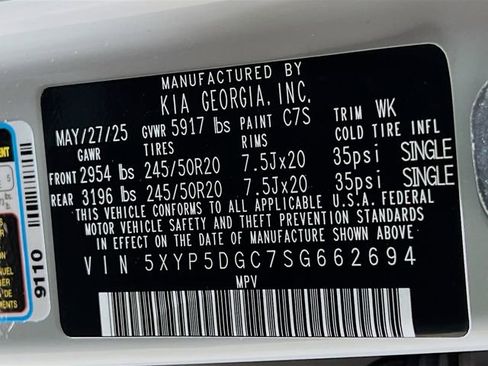 MANUFACTURED BY
KIA GEORGIA, INC.
MAY/27/25 GVWR 5917 lbs PAINT C7S TRIM WK
GAWR TIRES RIMS COLD TIRE INFL
FRONT 2954 lbs 245/50R20 7.5Jx20 35psi SINGLE
REAR 3196 lbs 245/50R20 7.5Jx20 35psi SINGLE
THIS VEHICLE CONFORMS TO ALL APPLICABLE U.S.A. FEDERAL
MOTOR VEHICLE SAFETY AND THEFT PREVENTION STANDARDS
IN EFFECT ON THE DATE OF MANUFACTURE SHOWN ABOVE.
VIN 5XYP5DGC7SG662694
MPV
9110